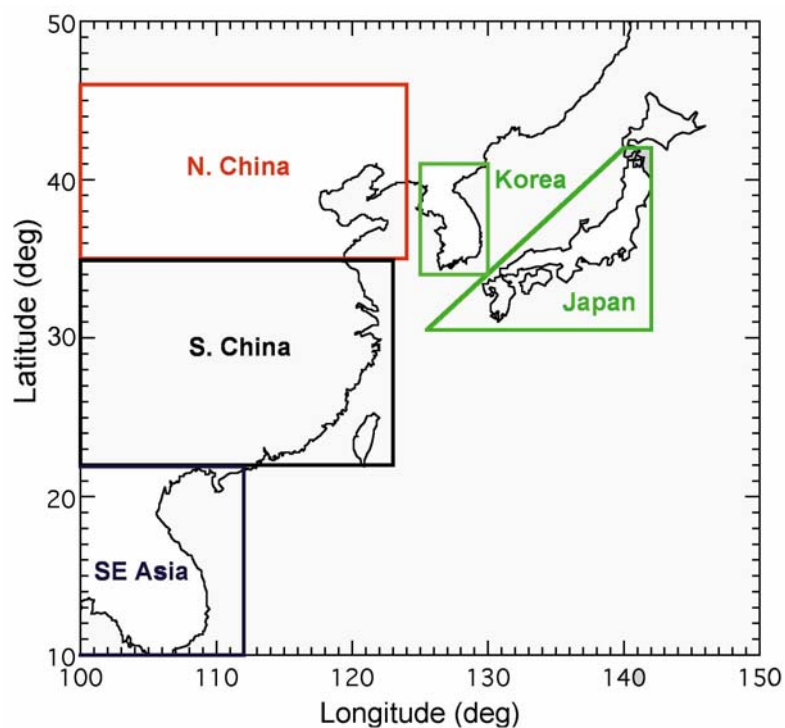 50
40
30
20
10
Latitude (deg)
N. China
Korea
Japan
S. China
SE Asia
100
110
120
130
140
150
Longitude (deg)